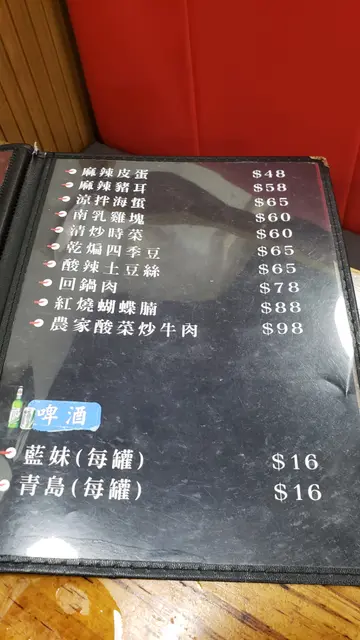 麻辣皮蛋 $48
麻辣豬耳 $58
涼拌海蜇 $65
南乳雞塊 $60
清炒時菜 $60
乾煸四季豆 $65
酸辣土豆絲 $65
回鍋肉 $78
紅燒蝴蝶腩 $88
農家酸菜炒牛肉 $98
啤酒
藍妹(每罐) $16
青島(每罐) $16